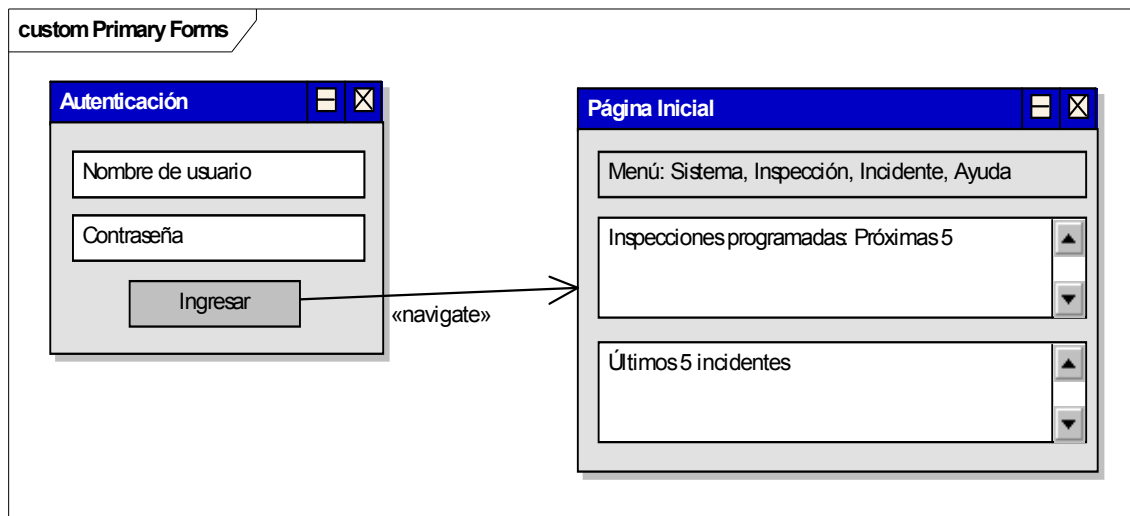 custom Primary Forms
Autenticación
Nombre de usuario
Contraseña
Ingresar
«navigate»
Página Inicial
Menú: Sistema, Inspección, Incidente, Ayuda
Inspecciones programadas: Próximas 5
Últimos 5 incidentes